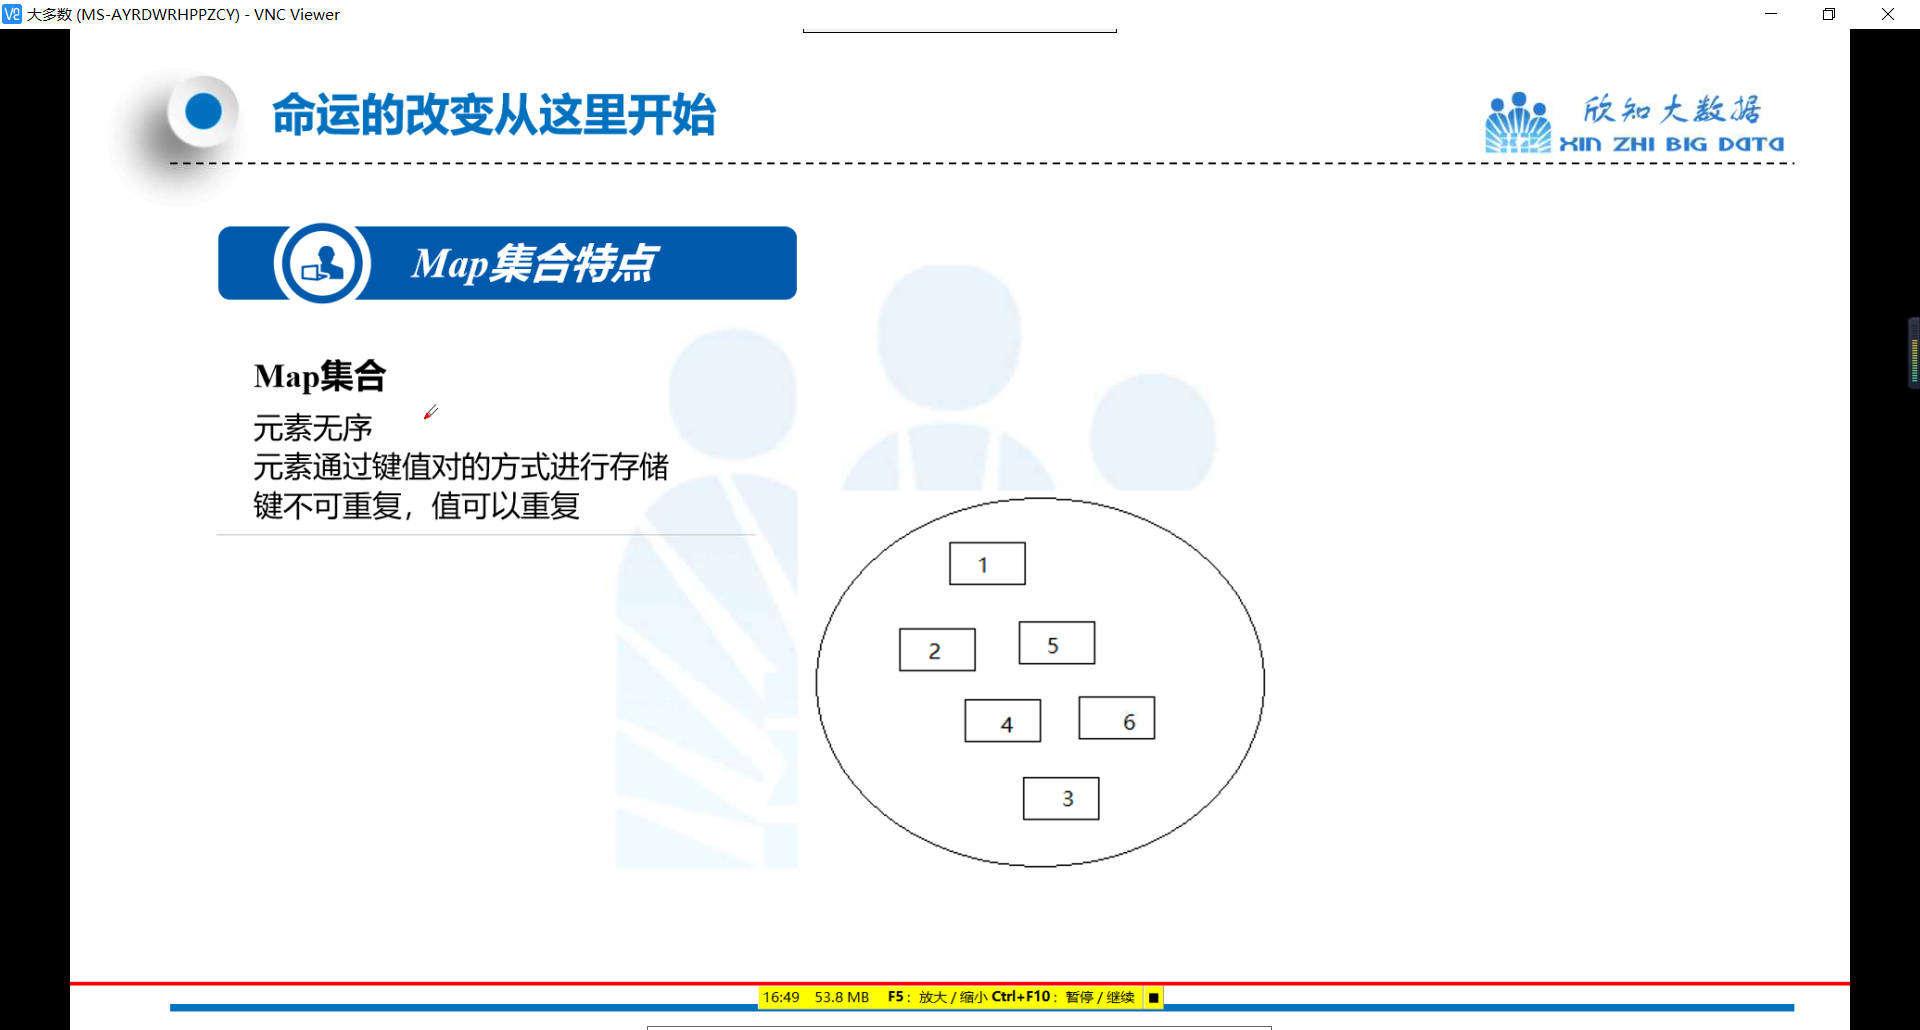 大多数 (MS-AYRDWRHPPZCY) - VNC Viewer
命运的改变从这里开始
欣知大数据
XIN ZHI BIG DATA
Map集合特点
Map集合
元素无序
元素通过键值对的方式进行存储
键不可重复，值可以重复
1
2
5
4
6
3
16:49 53.8 MB F5：放大 / 缩小 Ctrl+F10：暂停 / 继续